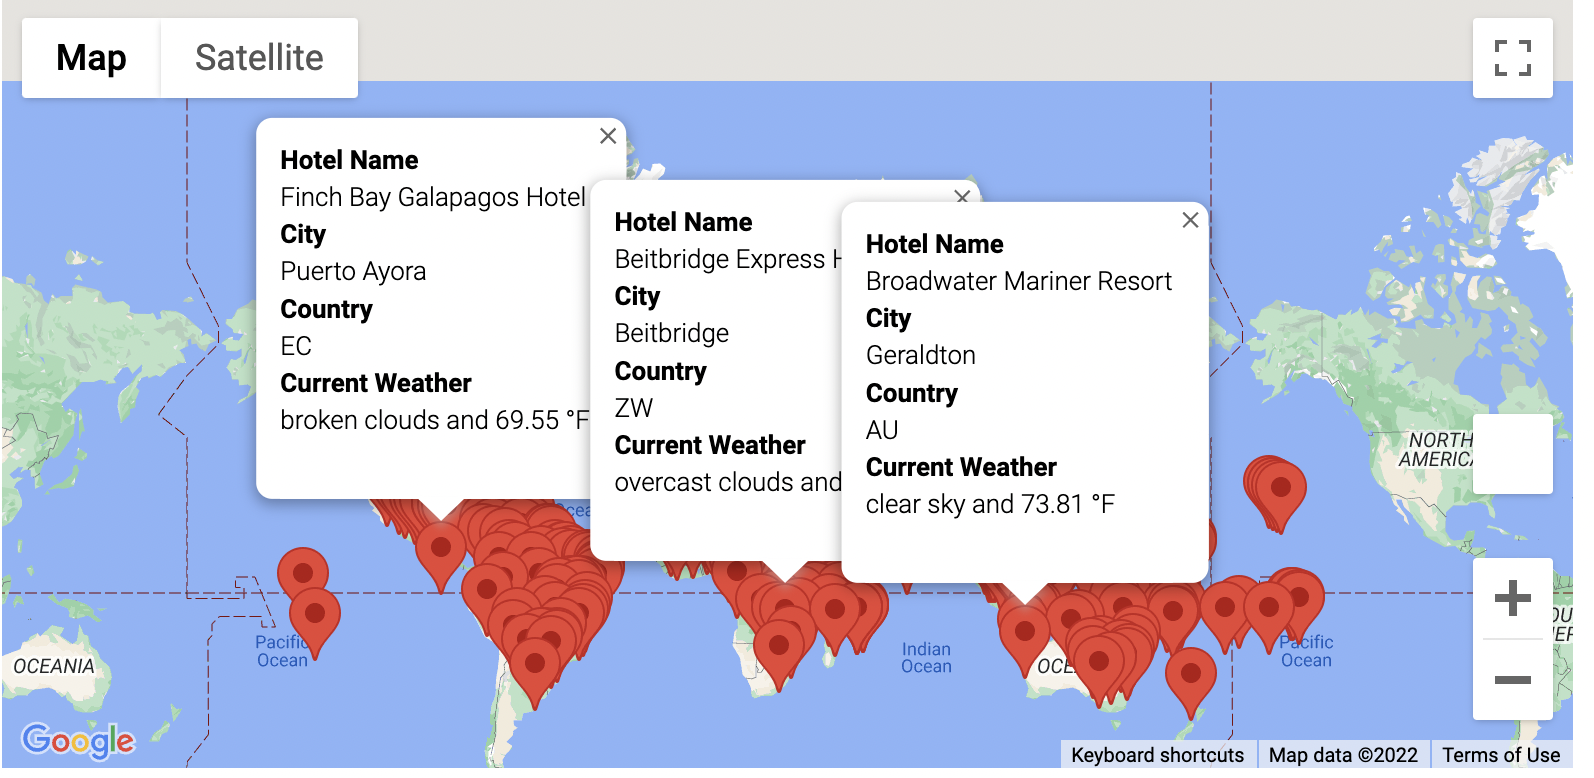 Map
Satellite
Hotel Name
Finch Bay Galapagos Hotel
City
Puerto Ayora
Country
EC
Current Weather
broken clouds and 69.55 °F
Hotel Name
Beitbridge Express
City
Beitbridge
Country
ZW
Current Weather
overcast clouds and
Hotel Name
Broadwater Mariner Resort
City
Geraldton
Country
AU
Current Weather
clear sky and 73.81 °F
NORTH
Pacific
Ocean
OCEANIA
Indian
Ocean
Pacific
Ocean
Google
Keyboard shortcuts
Map data ©2022
Terms of Use